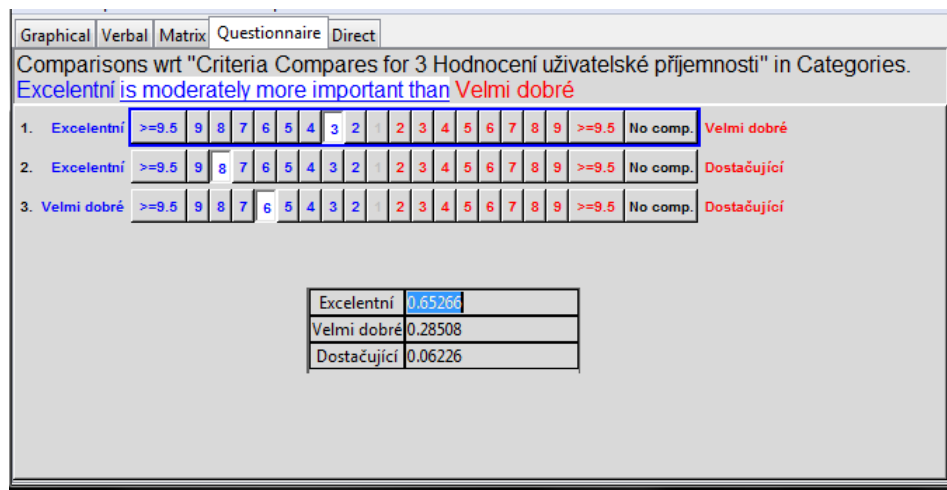 Graphical Verbal Matrix Questionnaire Direct
Comparisons wrt "Criteria Compares for 3 Hodnocení uživatelské příjemnosti" in Categories.
Excelentní is moderately more important than Velmi dobré
1. Excelentní >=9.5 9 8 7 6 5 4 3 2 1 2 3 4 5 6 7 8 9 >=9.5 No comp. Velmi dobré
2. Excelentní >=9.5 9 8 7 6 5 4 3 2 1 2 3 4 5 6 7 8 9 >=9.5 No comp. Dostačující
3. Velmi dobré >=9.5 9 8 7 6 5 4 3 2 1 2 3 4 5 6 7 8 9 >=9.5 No comp. Dostačující
Excelentní 0.65266
Velmi dobré 0.28508
Dostačující 0.06226